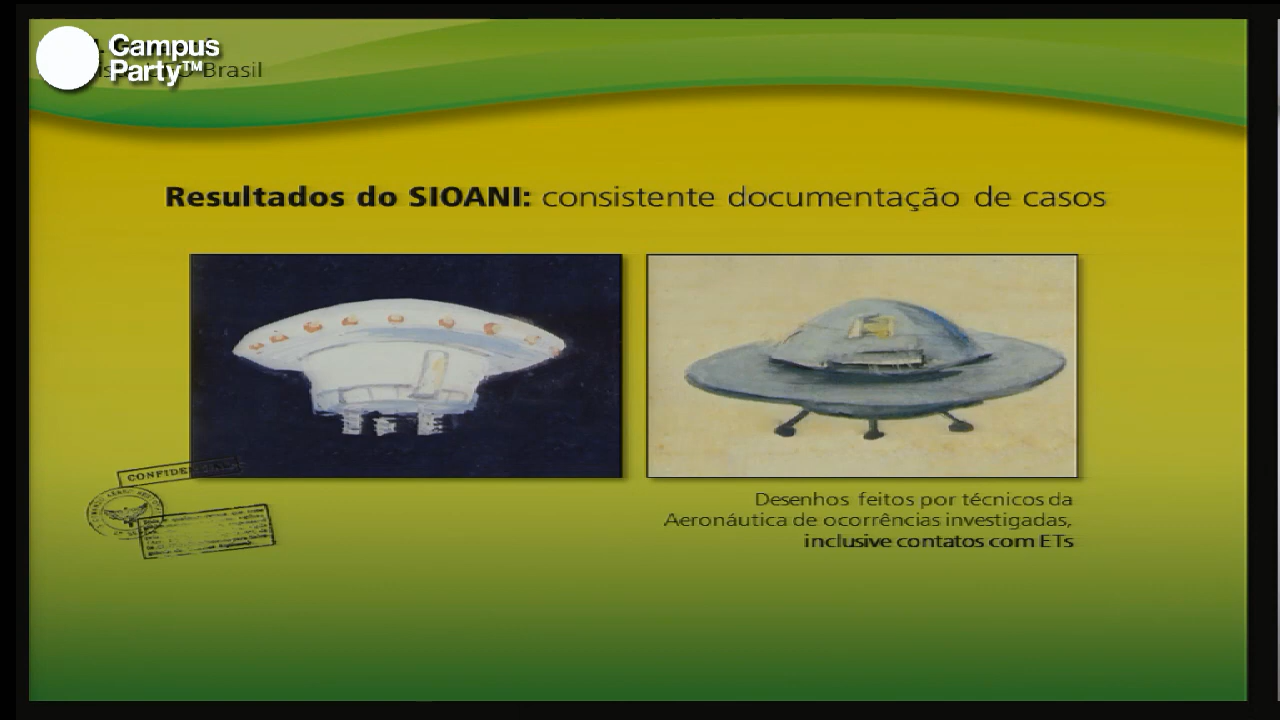 Campus
Party™
Brasil
Resultados do SIOANI: consistente documentação de casos
Desenhos feitos por técnicos da
Aeronáutica de ocorrências investigadas,
inclusive contatos com ETs